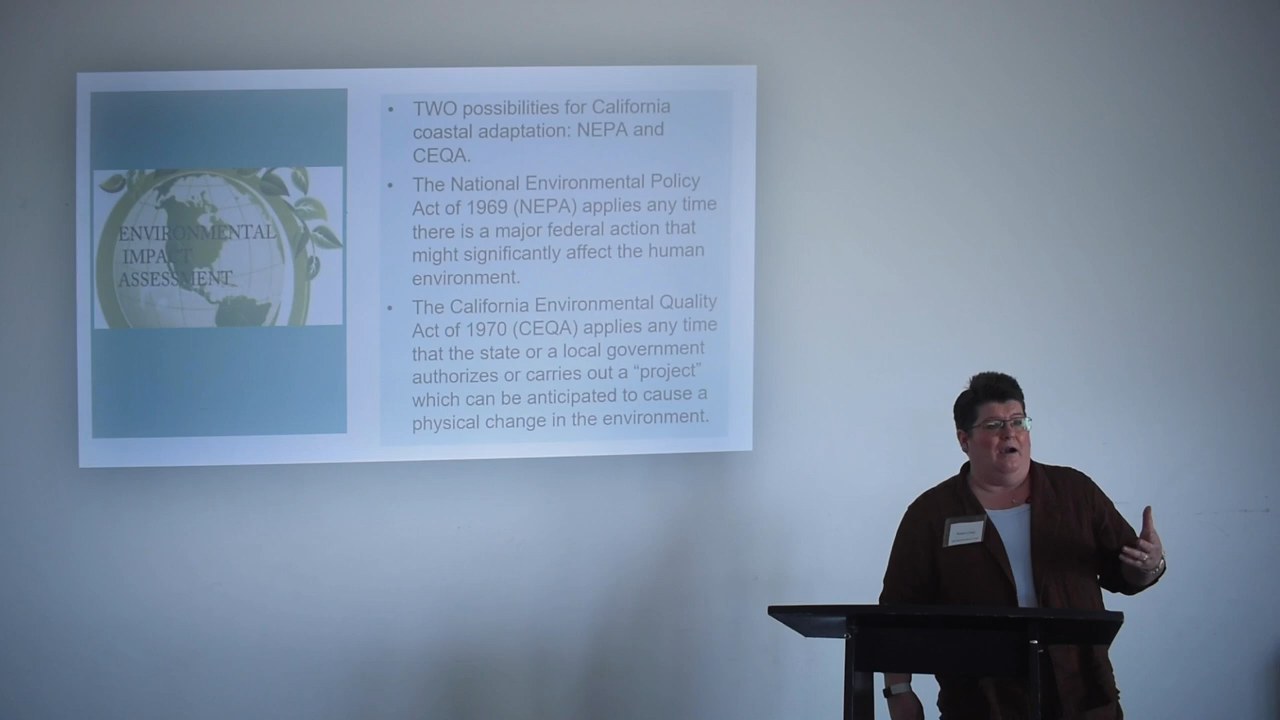 ENVIRONMENTAL
IMPACT
ASSESSMENT
• TWO possibilities for California
coastal adaptation: NEPA and
CEQA.
• The National Environmental Policy
Act of 1969 (NEPA) applies any time
there is a major federal action that
might significantly affect the human
environment.
• The California Environmental Quality
Act of 1970 (CEQA) applies any time
that the state or a local government
authorizes or carries out a “project”
which can be anticipated to cause a
physical change in the environment.